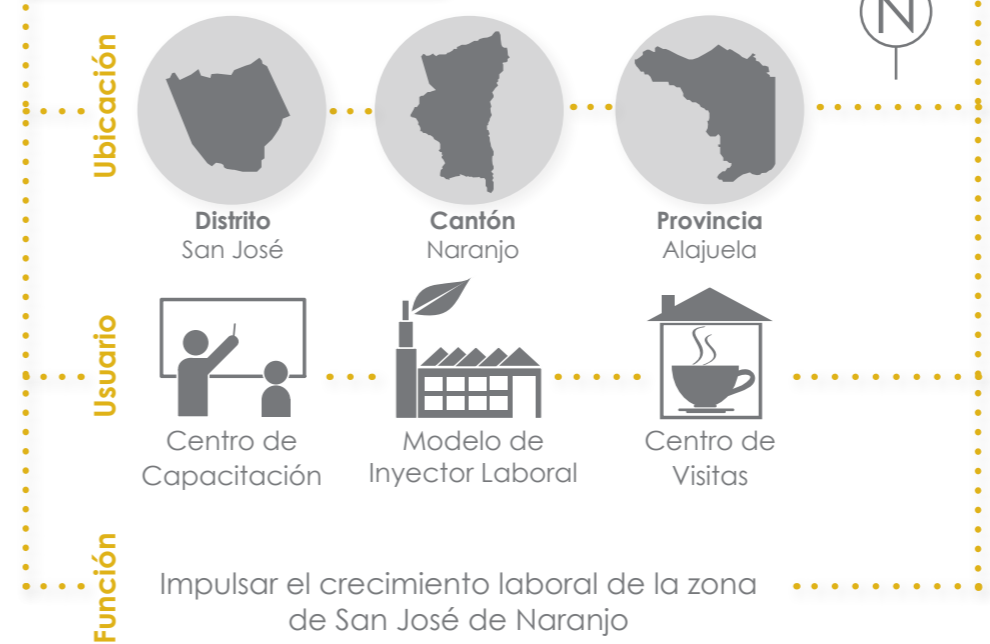 N
Ubicación
Distrito
San José
Cantón
Naranjo
Provincia
Alajuela
Usuario
Centro de
Capacitación
Modelo de
Inyector Laboral
Centro de
Visitas
Función
Impulsar el crecimiento laboral de la zona
de San José de Naranjo